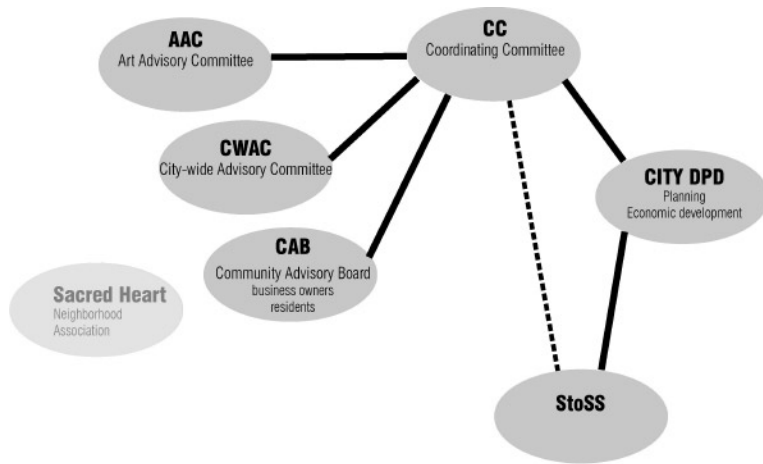 AAC
Art Advisory Committee
CC
Coordinating Committee
CWAC
City-wide Advisory Committee
CITY DPD
Planning
Economic development
CAB
Community Advisory Board
business owners
residents
Sacred Heart
Neighborhood
Association
StoSS